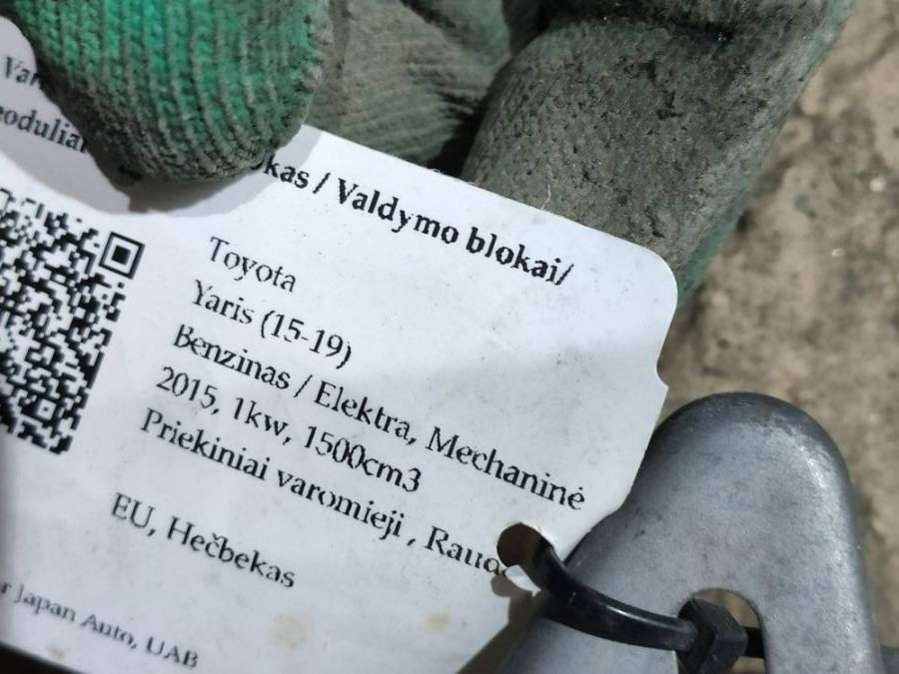 Valdymo blokai/
Toyota
Yaris (15-19)
Benzinas / Elektra, Mechaninė
2015, 1kw, 1500cm3
Priekiniai varomieji ,
EU, Hečbekas
Japan Auto, UAB